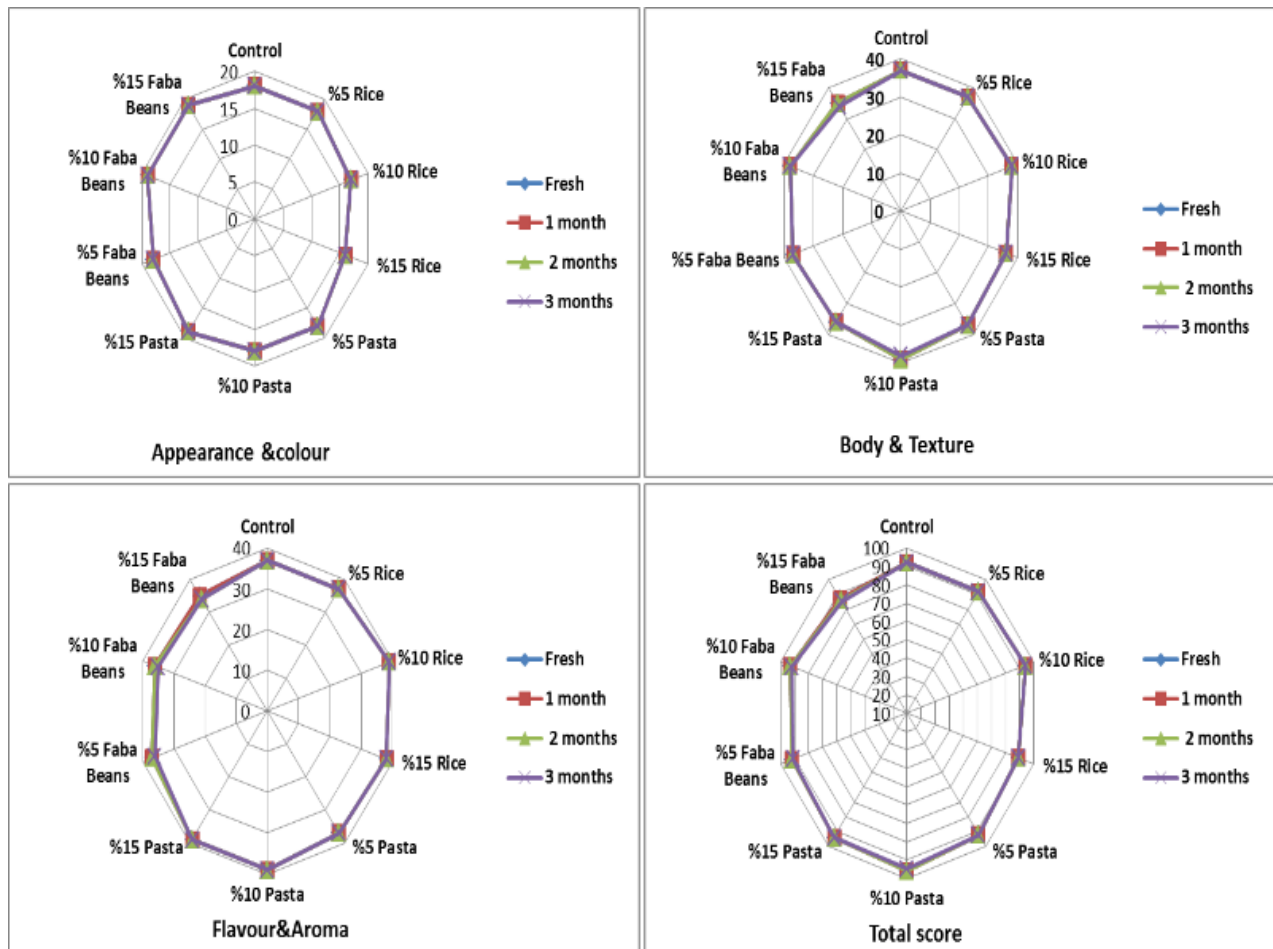 Control
20
15
10
5
0
%5 Rice
%10 Rice
%15 Rice
%5 Pasta
%10 Pasta
%15 Pasta
%5 Faba
Beans
%10 Faba
Beans
%15 Faba
Beans
Fresh
1 month
2 months
3 months
Appearance &colour
Control
40
30
20
10
0
%5 Rice
%10 Rice
%15 Rice
%5 Pasta
%10 Pasta
%15 Pasta
%5 Faba Beans
%10 Faba
Beans
%15 Faba
Beans
Fresh
1 month
2 months
3 months
Body & Texture
Control
40
30
20
10
0
%5 Rice
%10 Rice
%15 Rice
%5 Pasta
%10 Pasta
%15 Pasta
%5 Faba
Beans
%10 Faba
Beans
%15 Faba
Beans
Fresh
1 month
2 months
3 months
Flavour&Aroma
Control
100
90
80
70
60
50
40
30
20
10
%5 Rice
%10 Rice
%15 Rice
%5 Pasta
%10 Pasta
%15 Pasta
%5 Faba
Beans
%10 Faba
Beans
%15 Faba
Beans
Fresh
1 month
2 months
3 months
Total score